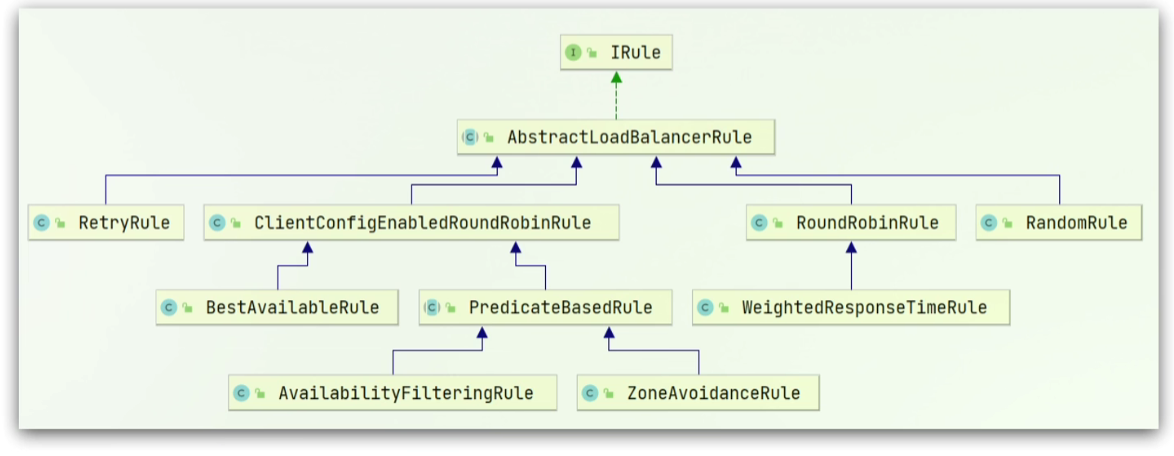 IRule
AbstractLoadBalancerRule
RetryRule
ClientConfigEnabledRoundRobinRule
RoundRobinRule
RandomRule
BestAvailableRule
PredicateBasedRule
WeightedResponseTimeRule
AvailabilityFilteringRule
ZoneAvoidanceRule